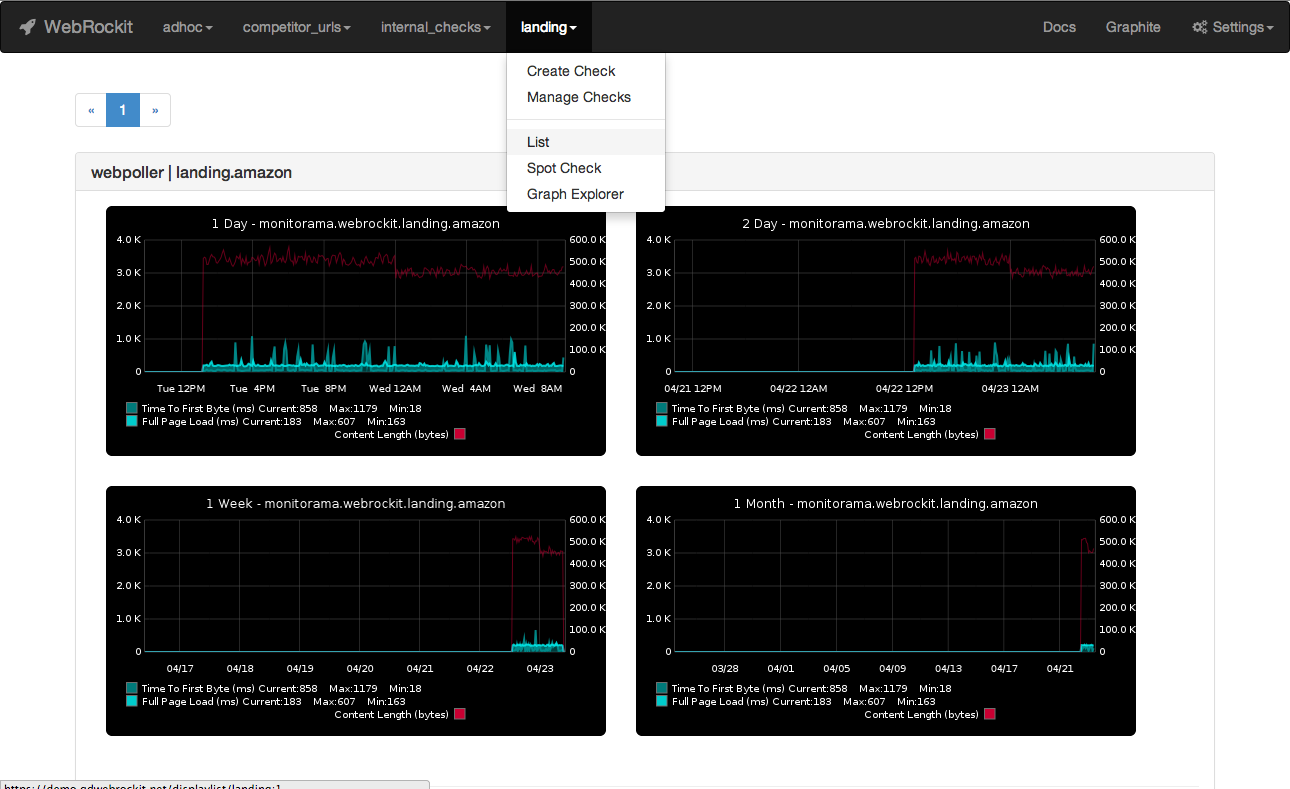 WebRockit adhoc competitor_urls internal_checks landing Docs Graphite Settings
Create Check
Manage Checks
List
Spot Check
Graph Explorer
« 1 »
webpoller | landing.amazon
1 Day - monitorama.webrockit.landing.amazon
4.0 K 600.0 K
500.0 K
3.0 K
400.0 K
2.0 K 300.0 K
200.0 K
1.0 K
100.0 K
0 0
Tue 12PM Tue 4PM Tue 8PM Wed 12AM Wed 4AM Wed 8AM
Time To First Byte (ms) Current:858 Max:1179 Min:18
Full Page Load (ms) Current:183 Max:607 Min:163
Content Length (bytes)
2 Day - monitorama.webrockit.landing.amazon
4.0 K 600.0 K
500.0 K
3.0 K
400.0 K
2.0 K 300.0 K
200.0 K
1.0 K
100.0 K
0 0
04/21 12PM 04/22 12AM 04/22 12PM 04/23 12AM
Time To First Byte (ms) Current:858 Max:1179 Min:18
Full Page Load (ms) Current:183 Max:607 Min:163
Content Length (bytes)
1 Week - monitorama.webrockit.landing.amazon
4.0 K 600.0 K
500.0 K
3.0 K
400.0 K
2.0 K 300.0 K
200.0 K
1.0 K
100.0 K
0 0
04/17 04/18 04/19 04/20 04/21 04/22 04/23
Time To First Byte (ms) Current:858 Max:1179 Min:18
Full Page Load (ms) Current:183 Max:607 Min:163
Content Length (bytes)
1 Month - monitorama.webrockit.landing.amazon
4.0 K 600.0 K
500.0 K
3.0 K
400.0 K
2.0 K 300.0 K
200.0 K
1.0 K
100.0 K
0 0
03/28 04/01 04/05 04/09 04/13 04/17 04/21
Time To First Byte (ms) Current:858 Max:1179 Min:18
Full Page Load (ms) Current:183 Max:607 Min:163
Content Length (bytes)